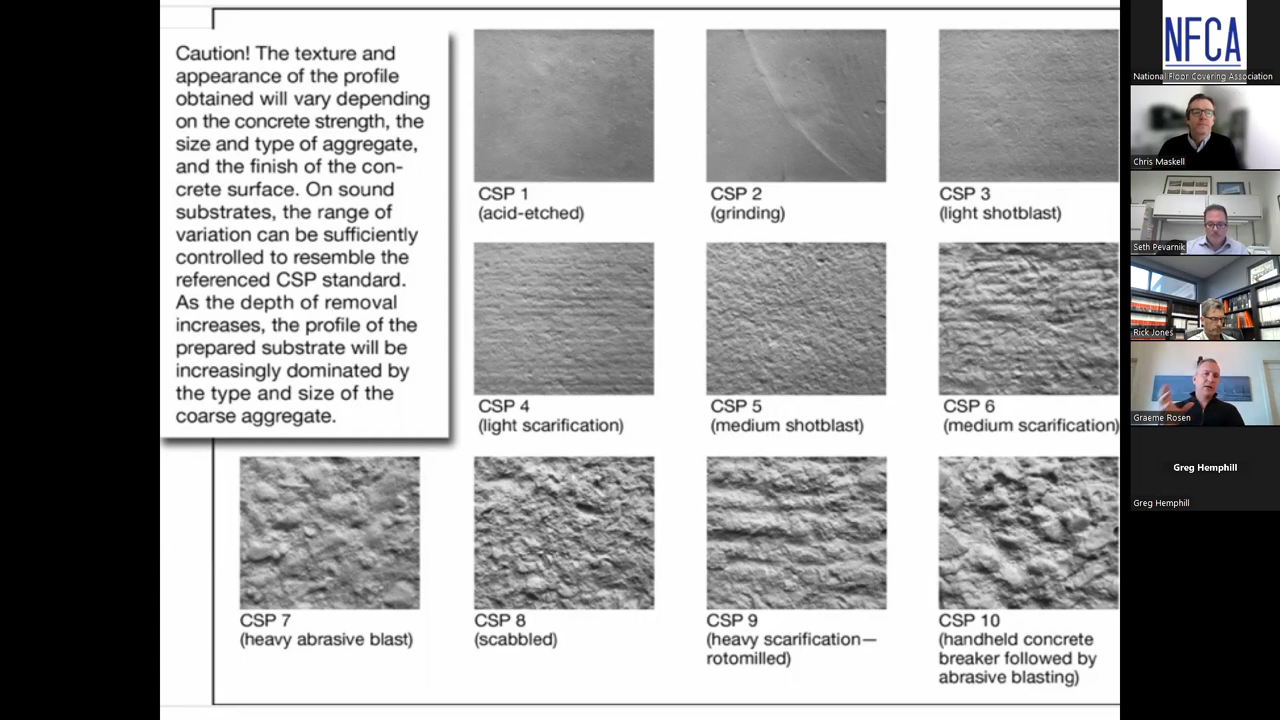 Caution! The texture and
appearance of the profile
obtained will vary depending
on the concrete strength, the
size and type of aggregate,
and the finish of the con-
crete surface. On sound
substrates, the range of
variation can be sufficiently
controlled to resemble the
referenced CSP standard.
As the depth of removal
increases, the profile of the
prepared substrate will be
increasingly dominated by
the type and size of the
coarse aggregate.
CSP 1
(acid-etched)
CSP 2
(grinding)
CSP 3
(light shotblast)
CSP 4
(light scarification)
CSP 5
(medium shotblast)
CSP 6
(medium scarification)
CSP 7
(heavy abrasive blast)
CSP 8
(scabbled)
CSP 9
(heavy scarification—
rotomilled)
CSP 10
(handheld concrete
breaker followed by
abrasive blasting)
NFCA
National Floor Covering Association
Chris Maskell
Seth Pevarnik
Rick Jones
Graeme Rosen
Greg Hemphill
Greg Hemphill